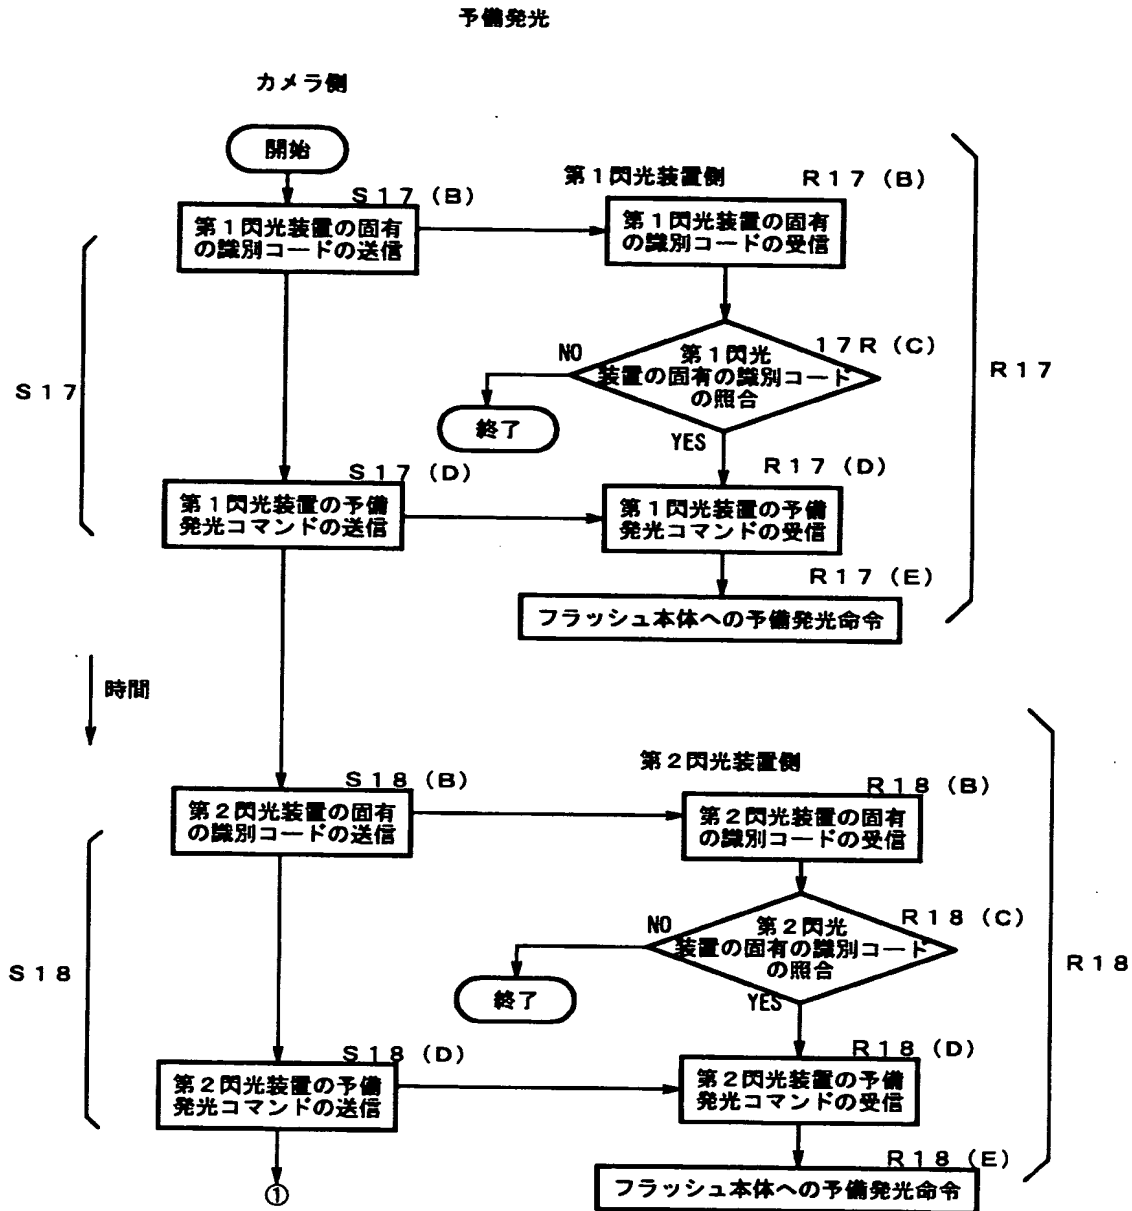 予備発光
カメラ側
開始
第1閃光装置側
R17(B)
S17(B)
第1閃光装置の固有
の識別コードの送信
第1閃光装置の固有
の識別コードの受信
17R(C)
NO
第1閃光
装置の固有の識別コード
の照合
R17
S17
終了
YES
S17(D)
R17(D)
第1閃光装置の予備
発光コマンドの送信
第1閃光装置の予備
発光コマンドの受信
R17(E)
フラッシュ本体への予備発光命令
時間
第2閃光装置側
S18(B)
R18(B)
第2閃光装置の固有
の識別コードの送信
第2閃光装置の固有
の識別コードの受信
R18(C)
NO
第2閃光
装置の固有の識別コード
の照合
S18
R18
終了
YES
S18(D)
R18(D)
第2閃光装置の予備
発光コマンドの送信
第2閃光装置の予備
発光コマンドの受信
R18(E)
①
フラッシュ本体への予備発光命令